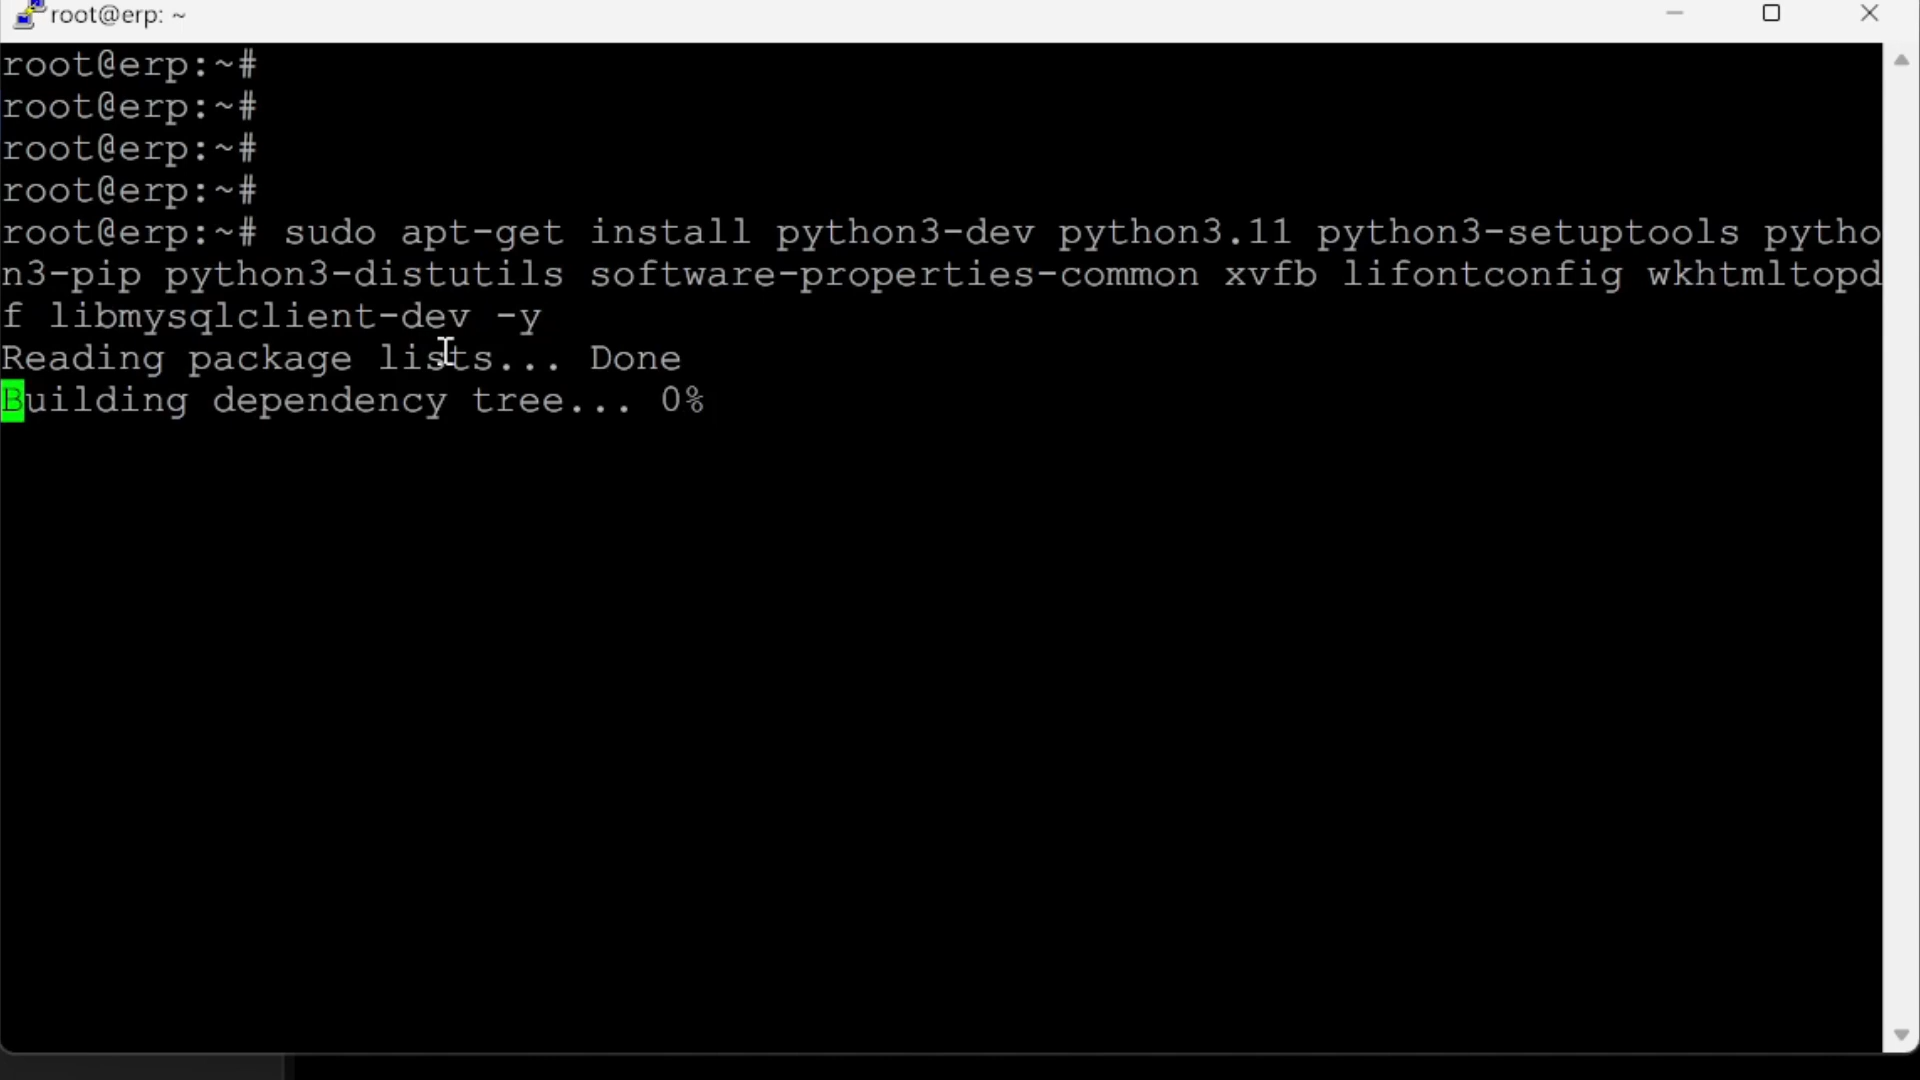 root@erp: ~
root@erp:~#
root@erp:~#
root@erp:~#
root@erp:~#
root@erp:~# sudo apt-get install python3-dev python3.11 python3-setuptools pytho
n3-pip python3-distutils software-properties-common xvfb lifontconfig wkhtmltopd
f libmysqlclient-dev -y
Reading package lists... Done
Building dependency tree... 0%